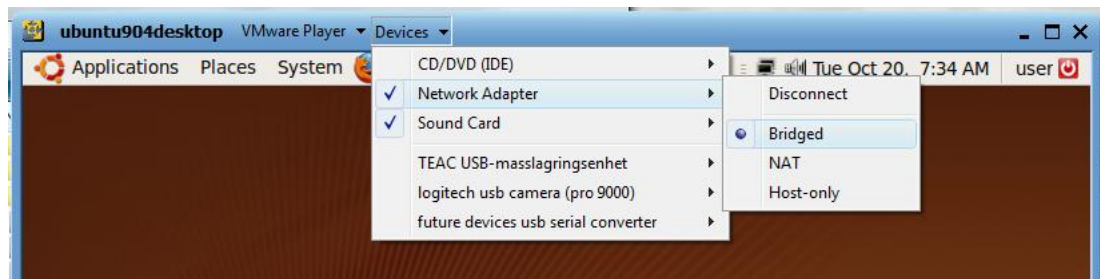 ubuntu904desktop VMware Player Devices
Applications Places System Tue Oct 20, 7:34 AM user
CD/DVD (IDE)
Network Adapter
Sound Card
TEAC USB-masslagringsenhet
logitech usb camera (pro 9000)
future devices usb serial converter
Disconnect
Bridged
NAT
Host-only